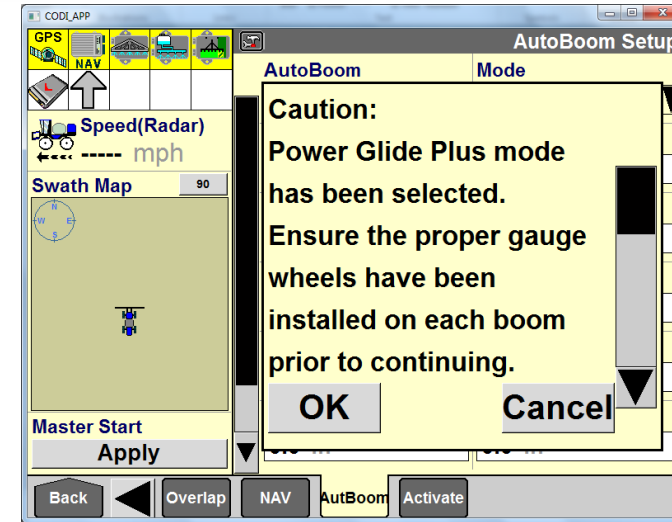 CODI_APP
GPS
NAV
AutoBoom Setup
AutoBoom
Mode
Speed(Radar)
----- mph
Swath Map
90
N
W
E
S
Caution:
Power Glide Plus mode
has been selected.
Ensure the proper gauge
wheels have been
installed on each boom
prior to continuing.
OK
Cancel
Master Start
Apply
Back
Overlap
NAV
AutBoom
Activate